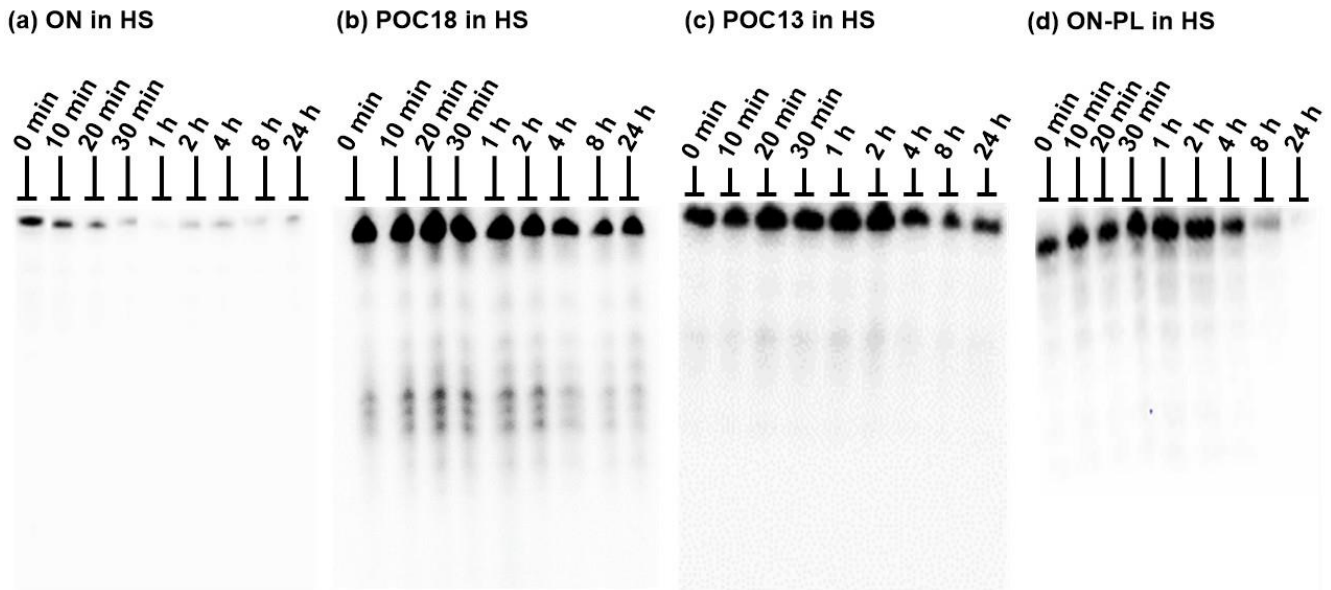 (a) ON in HS
0 min 10 min 20 min 30 min 1 h 2 h 4 h 8 h 24 h
(b) POC18 in HS
0 min 10 min 20 min 30 min 1 h 2 h 4 h 8 h 24 h
(c) POC13 in HS
0 min 10 min 20 min 30 min 1 h 2 h 4 h 8 h 24 h
(d) ON-PL in HS
0 min 10 min 20 min 30 min 1 h 2 h 4 h 8 h 24 h